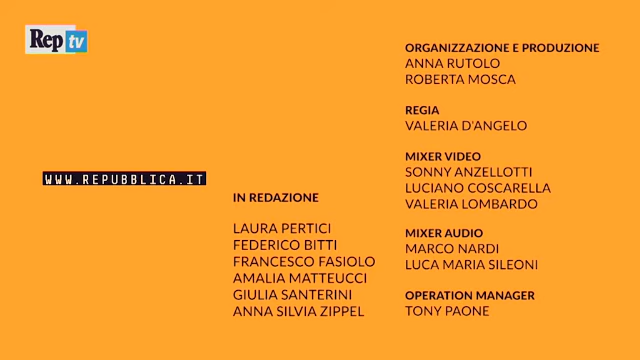 Rep tv
WWW.REPUBBLICA.IT
IN REDAZIONE
LAURA PERTICI
FEDERICO BITTI
FRANCESCO FASIOLO
AMALIA MATTEUCCI
GIULIA SANTERINI
ANNA SILVIA ZIPPEL
ORGANIZZAZIONE E PRODUZIONE
ANNA RUTOLO
ROBERTA MOSCA
REGIA
VALERIA D'ANGELO
MIXER VIDEO
SONNY ANZELLOTTI
LUCIANO COSCARELLA
VALERIA LOMBARDO
MIXER AUDIO
MARCO NARDI
LUCA MARIA SILEONI
OPERATION MANAGER
TONY PAONE